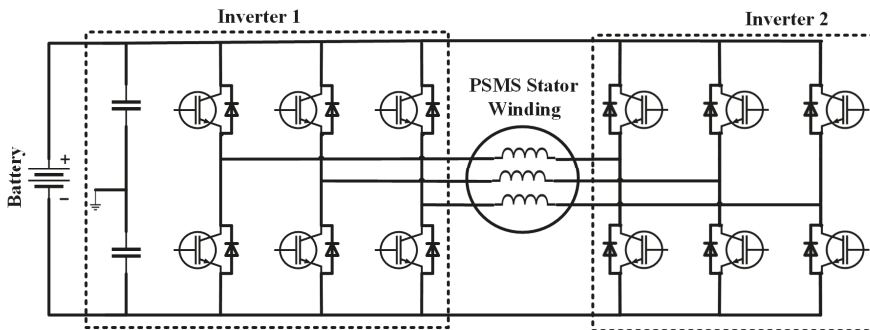 Inverter 1
Inverter 2
PSMS Stator
Winding
Battery
+
-